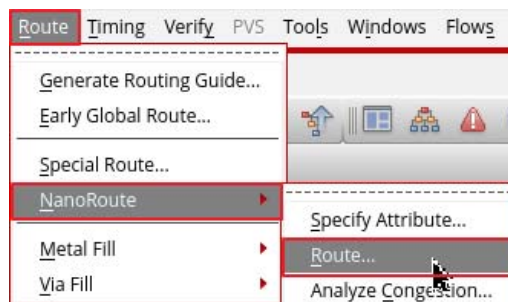 Route Timing Verify PVS Tools Windows Flows
Generate Routing Guide...
Early Global Route...
Special Route...
NanoRoute
Specify Attribute...
Metal Fill
Route...
Via Fill
Analyze Congestion...